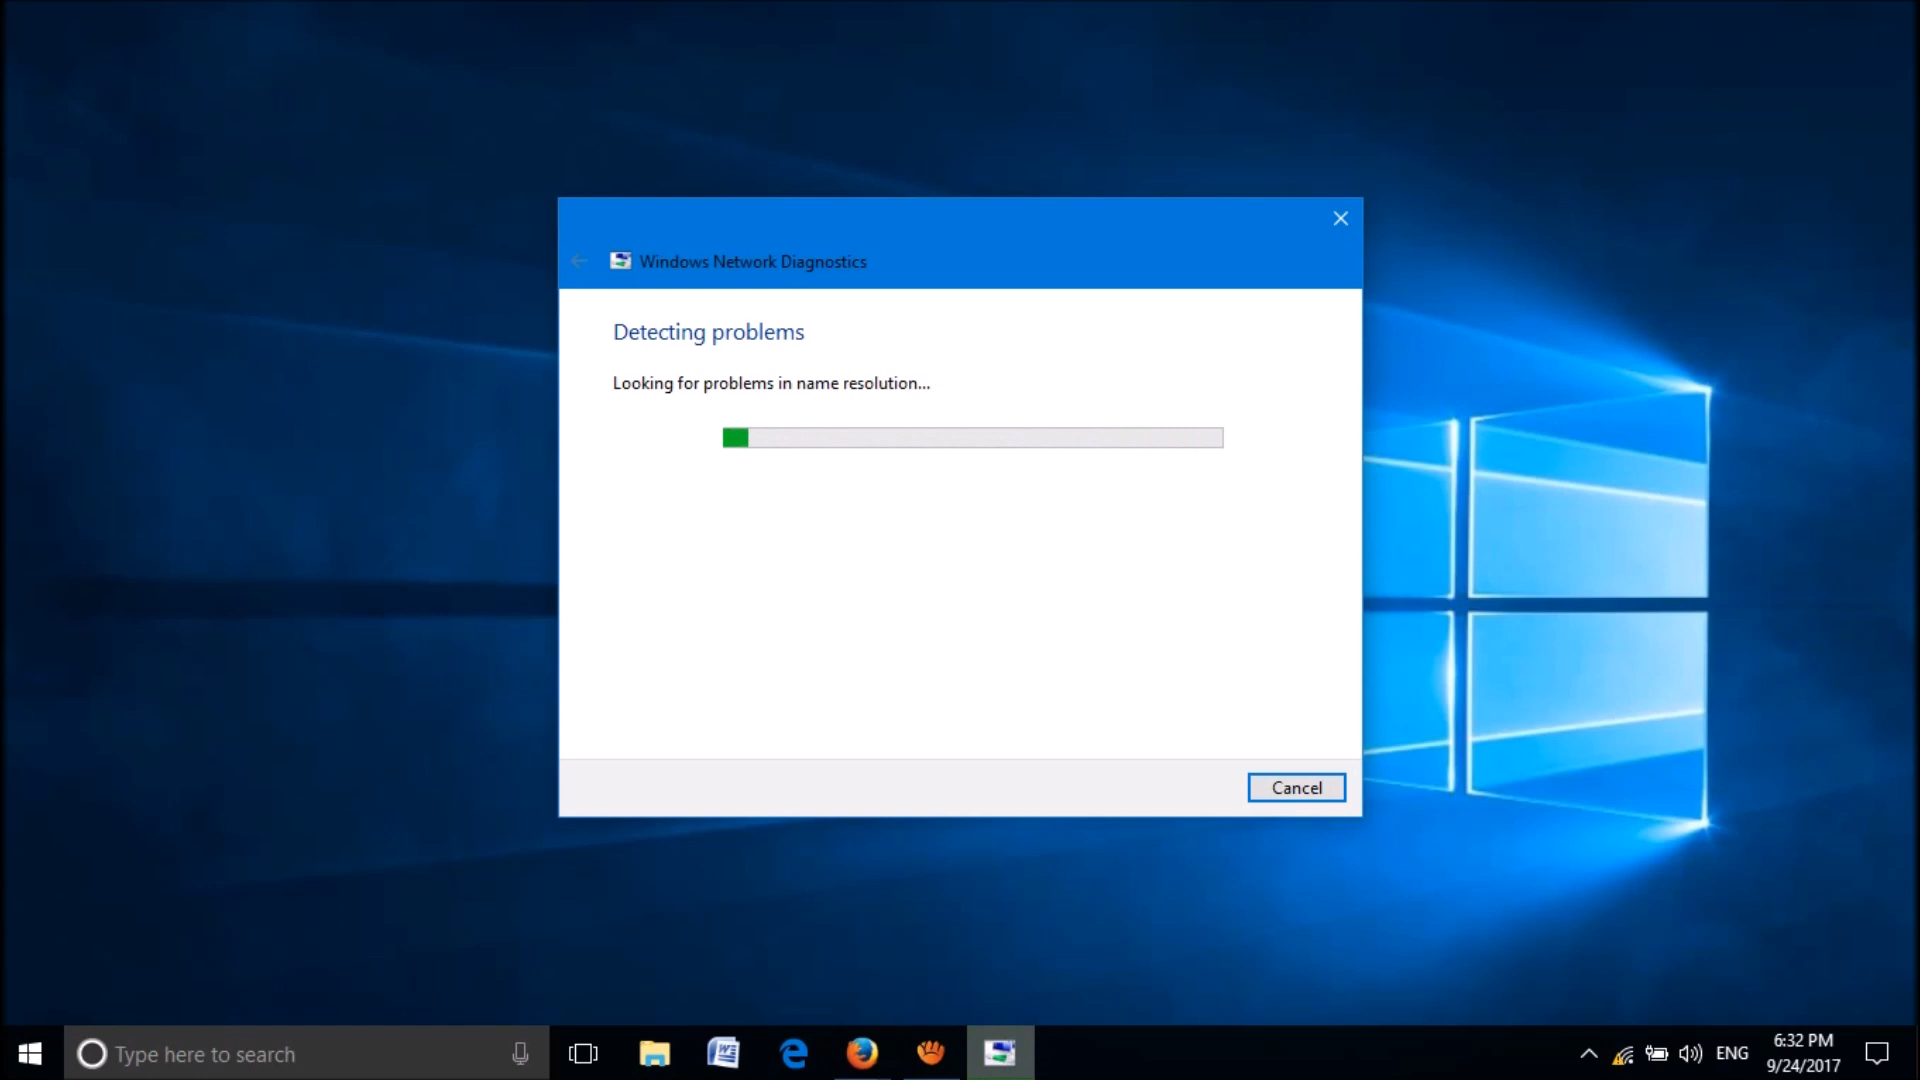 Windows Network Diagnostics
Detecting problems
Looking for problems in name resolution...
Cancel
Type here to search
ENG
6:32 PM
9/24/2017